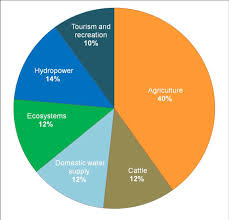 Tourism and
recreation
10%
Agriculture
40%
Cattle
12%
Domestic water
supply
12%
Ecosystems
12%
Hydropower
14%